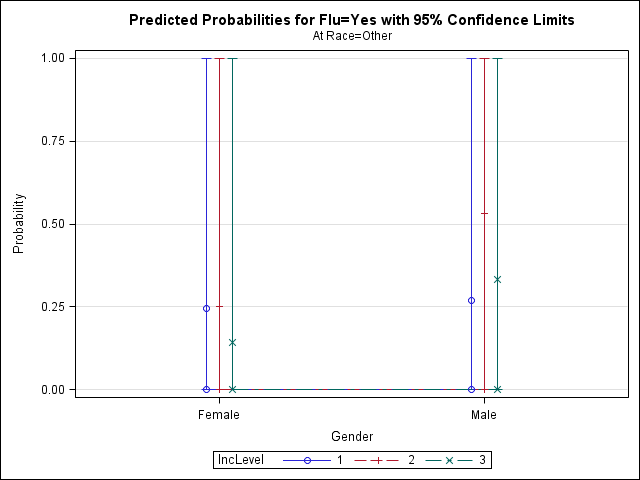 Predicted Probabilities for Flu=Yes with 95% Confidence Limits
At Race=Other
1.00
0.75
0.50
0.25
0.00
Probability
Female
Male
Gender
IncLevel 1 2 3